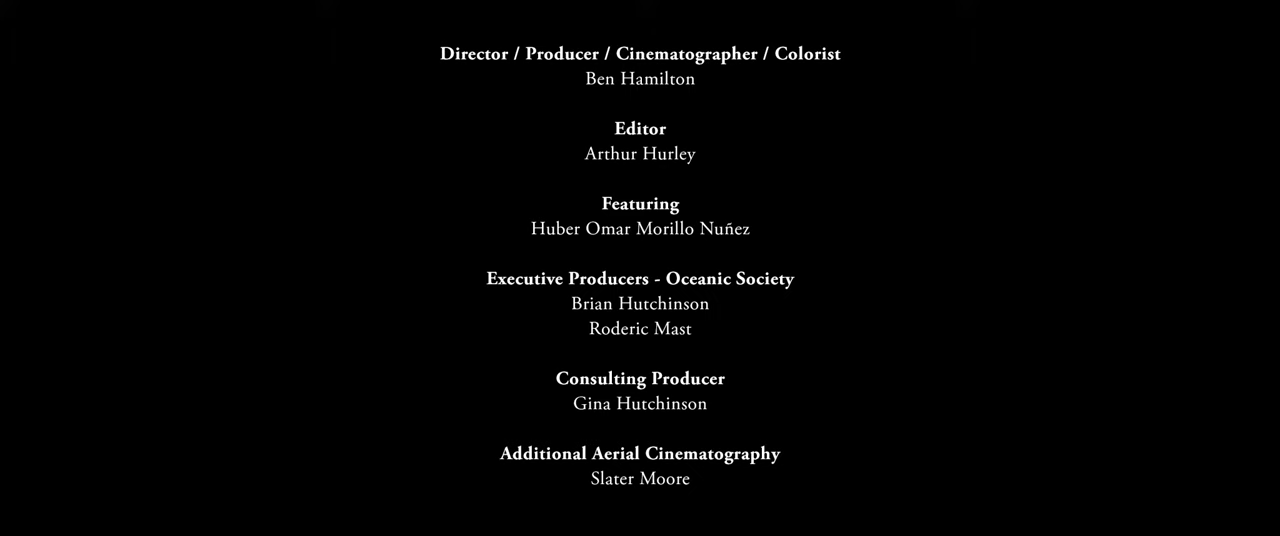 Director / Producer / Cinematographer / Colorist
Ben Hamilton
Editor
Arthur Hurley
Featuring
Huber Omar Morillo Nuñez
Executive Producers - Oceanic Society
Brian Hutchinson
Roderic Mast
Consulting Producer
Gina Hutchinson
Additional Aerial Cinematography
Slater Moore